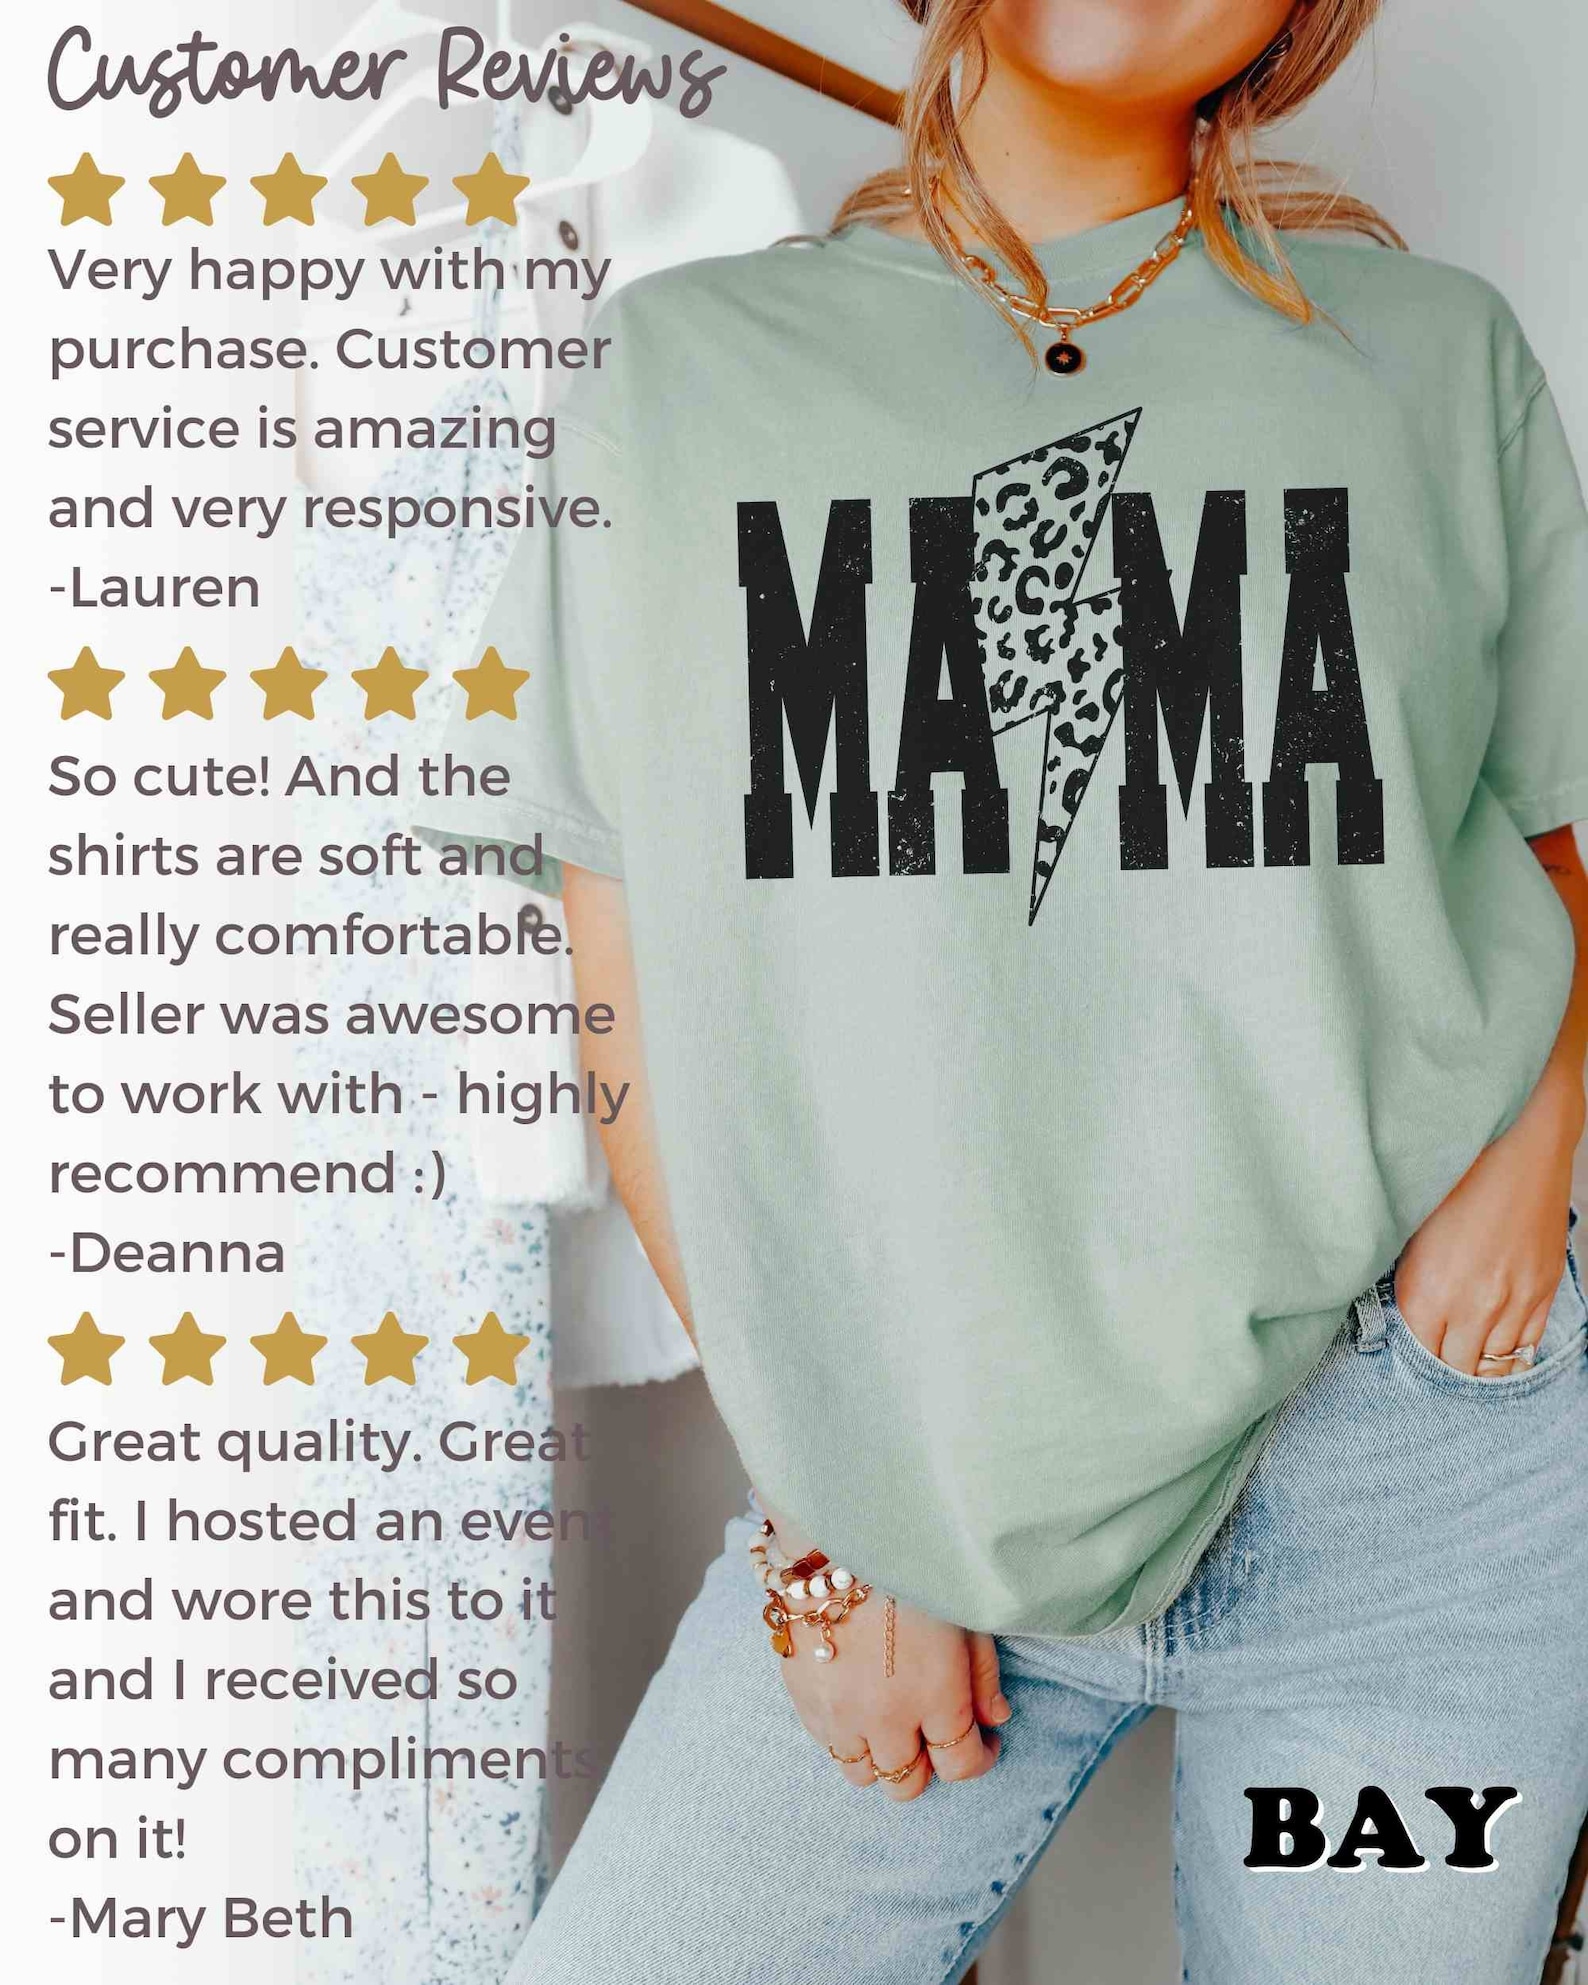 Customer Reviews
Very happy with my
purchase. Customer
service is amazing
and very responsive.
-Lauren
So cute! And the
shirts are soft and
really comfortable.
Seller was awesome
to work with - highly
recommend :)
-Deanna
Great quality. Great
fit. I hosted an event
and wore this to it
and I received so
many compliments
on it!
-Mary Beth
MAMA
BAY